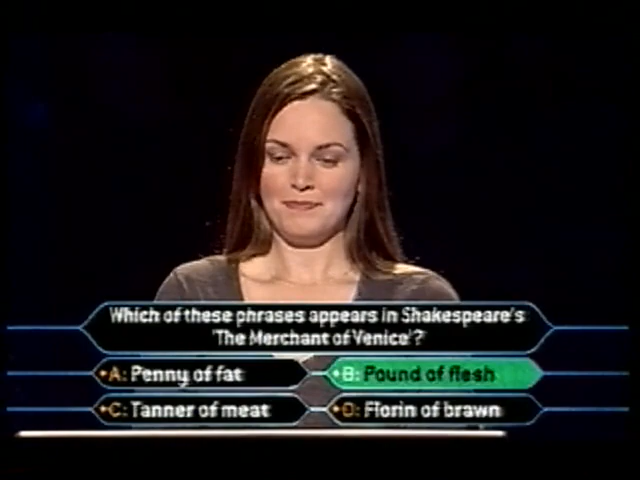 Which of these phrases appears in Shakespeare's
'The Merchant of Venice'?
A: Penny of fat
B: Pound of flesh
C: Tanner of meat
D: Florin of brawn